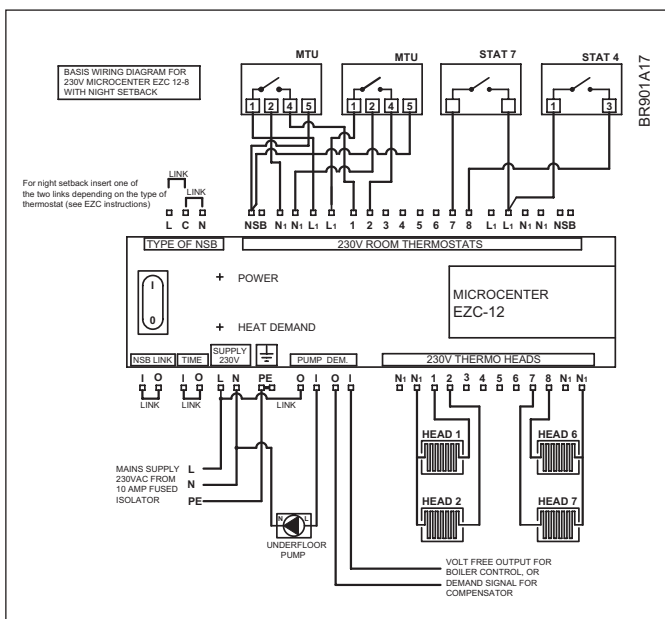 MTU MTU STAT 7 STAT 4
BR901A17
BASIS WIRING DIAGRAM FOR
230V MICROCENTER EZC 12-8
WITH NIGHT SETBACK
1 2 4 5 1 2 4 5 1 3
LINK
LINK
For night setback insert one of
the two links depending on the type of
thermostat (see EZC instructions)
L C N NSB N1 N1 L1 L1 1 2 3 4 5 6 7 8 L1 L1 N1 N1 NSB
TYPE OF NSB 230V ROOM THERMOSTATS
I
0
+ POWER
+ HEAT DEMAND
MICROCENTER
EZC-12
NSB LINK TIME SUPPLY
230V PUMP DEM. 230V THERMO HEADS
I O I O L N PE O I O I N1 N1 1 2 3 4 5 6 7 8 N1 N1
LINK LINK LINK
HEAD 1 HEAD 6
HEAD 2 HEAD 7
MAINS SUPPLY
230VAC FROM
10 AMP FUSED
ISOLATOR
L
N
PE
N L
UNDERFLOOR
PUMP
VOLT FREE OUTPUT FOR
BOILER CONTROL, OR
DEMAND SIGNAL FOR
COMPENSATOR